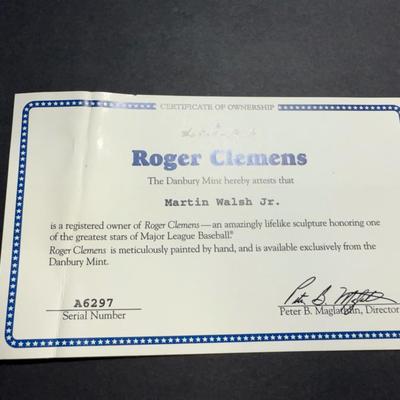 CERTIFICATE OF OWNERSHIP
Roger Clemens
The Danbury Mint hereby attests that
Martin Walsh Jr.
is a registered owner of Roger Clemens—an amazingly lifelike sculpture honoring one
of the greatest stars of Major League Baseball.®
Roger Clemens is meticulously painted by hand, and is available exclusively from the
Danbury Mint.
A6297
Serial Number
Peter B. Maglathlin, Director